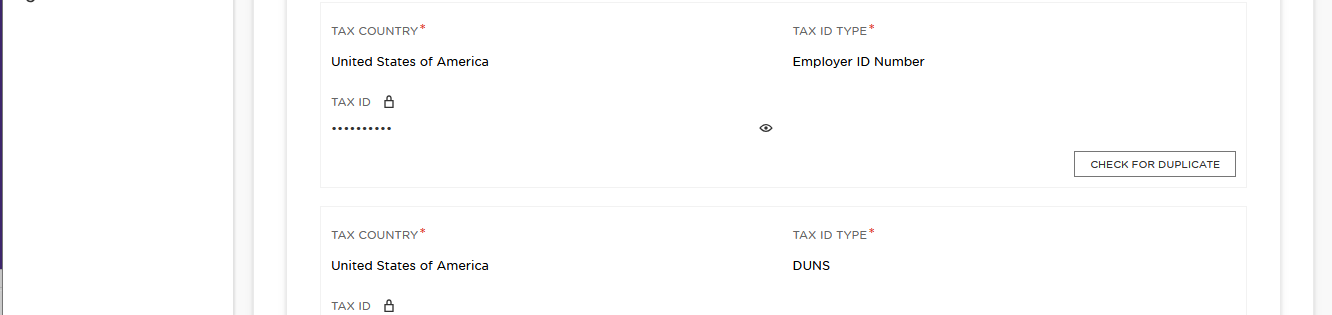 TAX COUNTRY*
TAX ID TYPE*
United States of America
Employer ID Number
TAX ID
••••••••••
CHECK FOR DUPLICATE
TAX COUNTRY*
TAX ID TYPE*
United States of America
DUNS
TAX ID